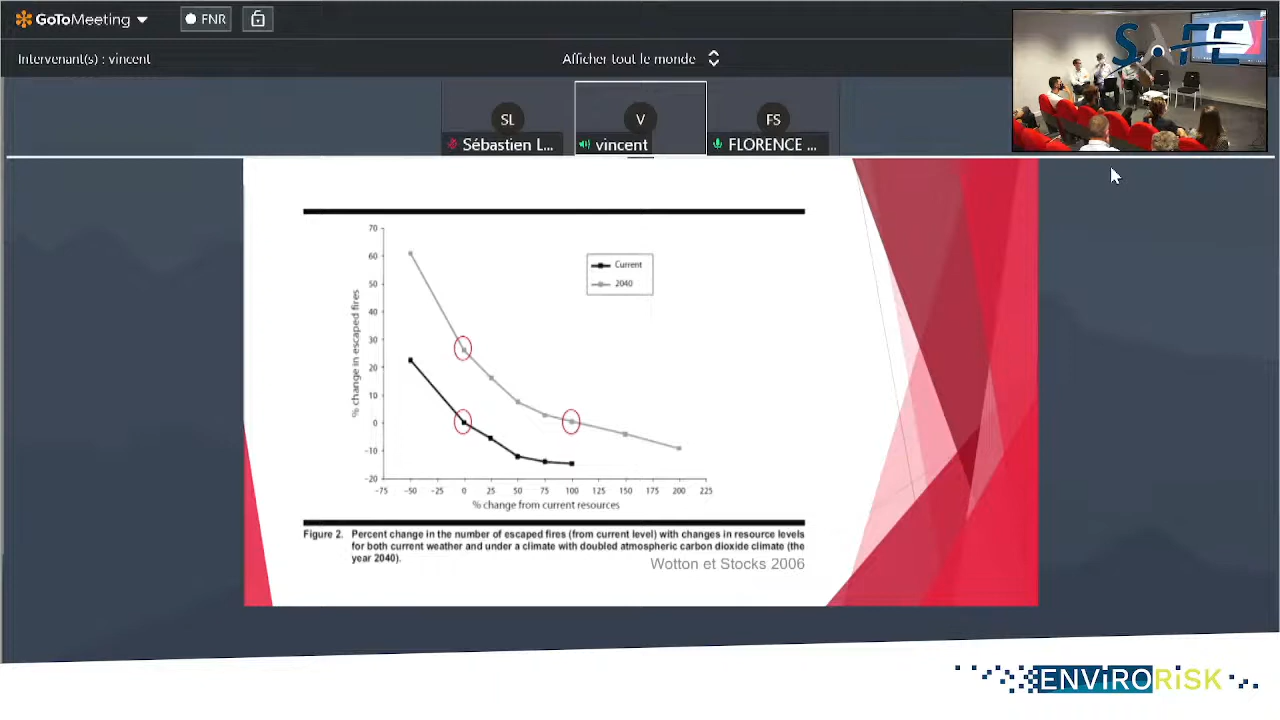 GoToMeeting
FNR
Intervenant(s) : vincent
Afficher tout le monde
SAFE
SL
V
FS
Sébastien L...
vincent
FLORENCE ...
70
60
50
40
30
20
10
0
-10
-20
% change in escaped fires
Current
2040
-75 -50 -25 0 25 50 75 100 125 150 175 200 225
% change from current resources
Figure 2. Percent change in the number of escaped fires (from current level) with changes in resource levels
for both current weather and under a climate with doubled atmospheric carbon dioxide climate (the
year 2040).
Wotton et Stocks 2006
ENViRORiSK